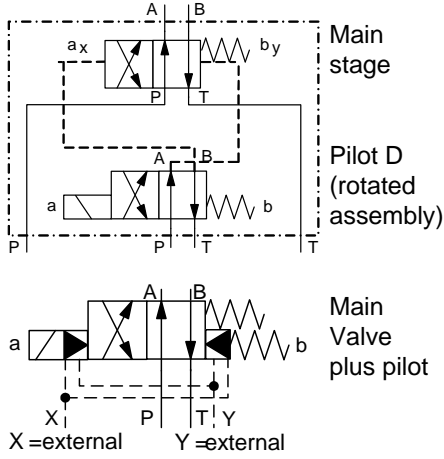 A B
a x
b y
Main
stage
P T
Pilot D
(rotated
assembly)
A B
a
b
P P T T
A B
Main
Valve
plus pilot
a
b
X P T Y
X =external Y =external